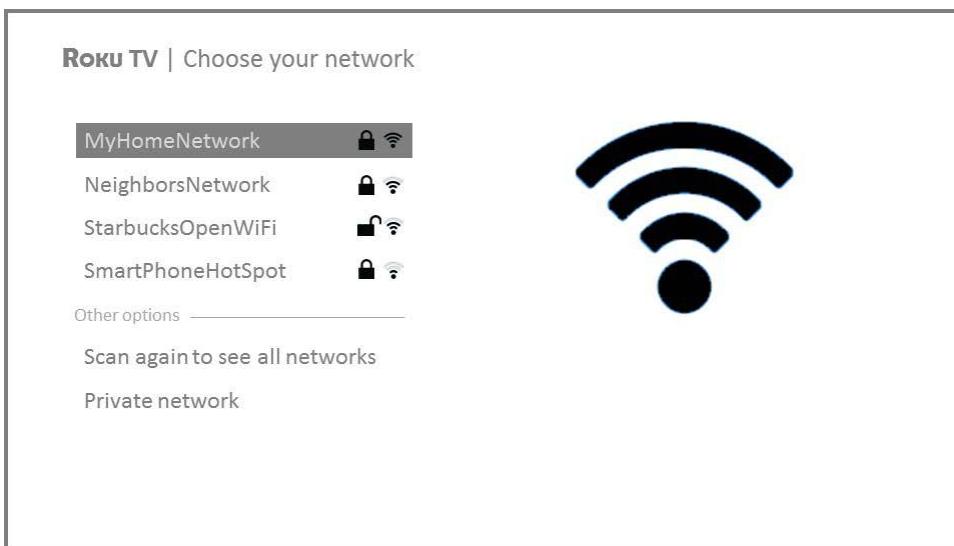 ROKU TV | Choose your network
MyHomeNetwork
NeighborsNetwork
StarbucksOpenWiFi
SmartPhoneHotSpot
Other options
Scan again to see all networks
Private network